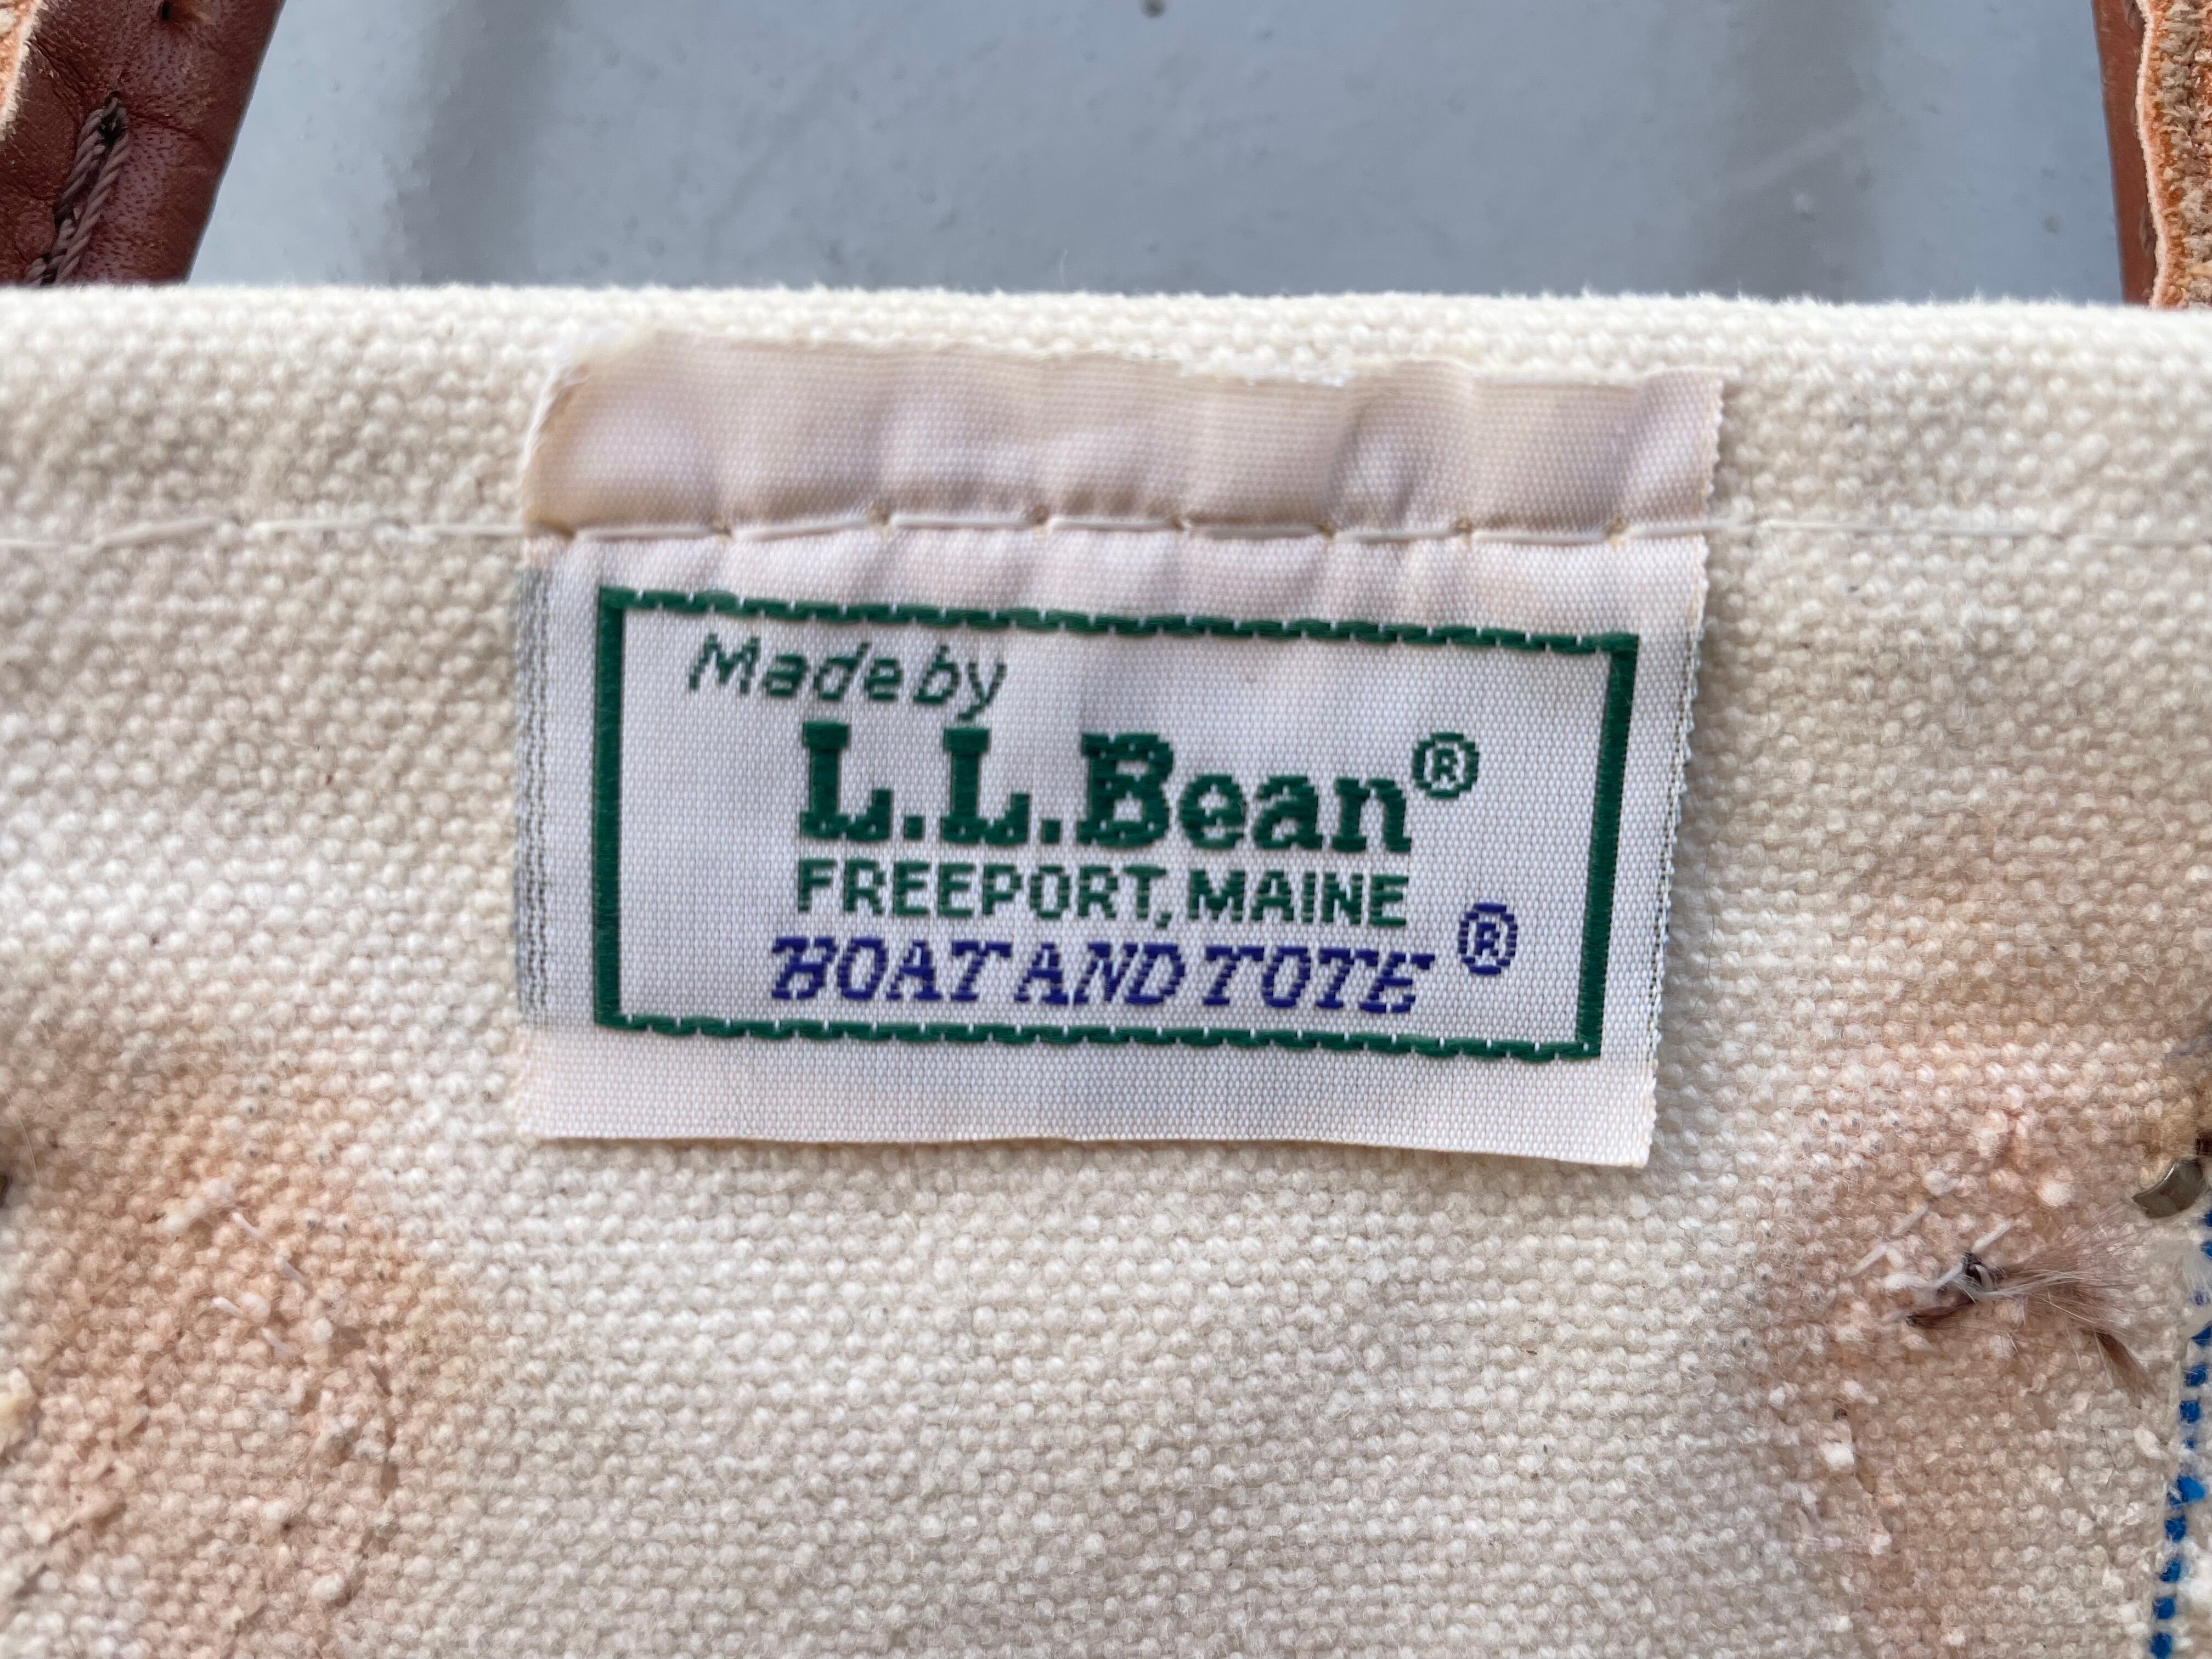 Made by
L.L.Bean®
FREEPORT, MAINE
BOAT AND TOTE ®